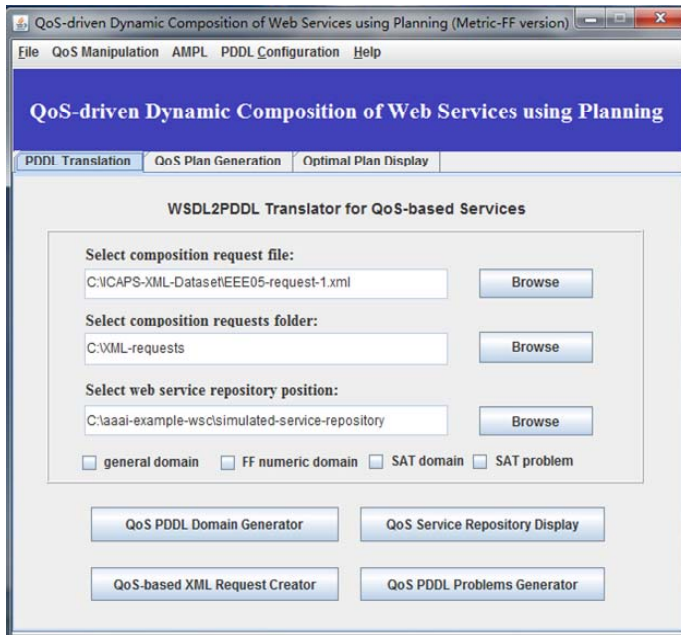 QoS-driven Dynamic Composition of Web Services using Planning (Metric-FF version)
File QoS Manipulation AMPL PDDL Configuration Help
QoS-driven Dynamic Composition of Web Services using Planning
PDDL Translation QoS Plan Generation Optimal Plan Display
WSDL2PDDL Translator for QoS-based Services
Select composition request file:
C:\ICAPS-XML-Dataset\EEE05-request-1.xml Browse
Select composition requests folder:
C:\XML-requests Browse
Select web service repository position:
C:\aaai-example-wsc\simulated-service-repository Browse
general domain FF numeric domain SAT domain SAT problem
QoS PDDL Domain Generator QoS Service Repository Display
QoS-based XML Request Creator QoS PDDL Problems Generator